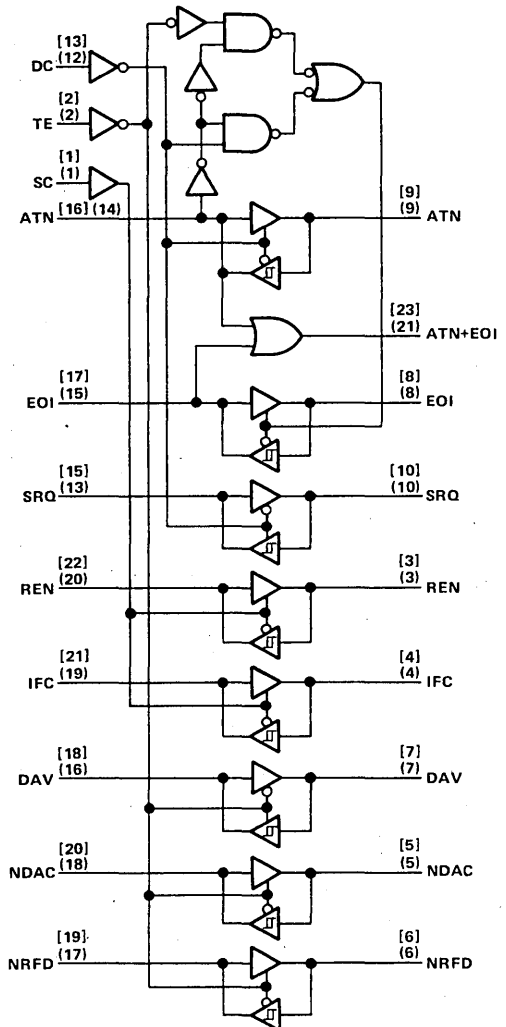 [13]
DC (12)
[2]
TE (2)
[1]
SC (1)
ATN [16] (14)
[9]
(9) ATN
[23]
(21) ATN+EOI
[17]
EOI (15)
[8]
(8) EOI
[15]
SRQ (13)
[10]
(10) SRQ
[22]
REN (20)
[3]
(3) REN
[21]
IFC (19)
[4]
(4) IFC
[18]
DAV (16)
[7]
(7) DAV
[20]
NDAC (18)
[5]
(5) NDAC
[19]
NRFD (17)
[6]
(6) NRFD